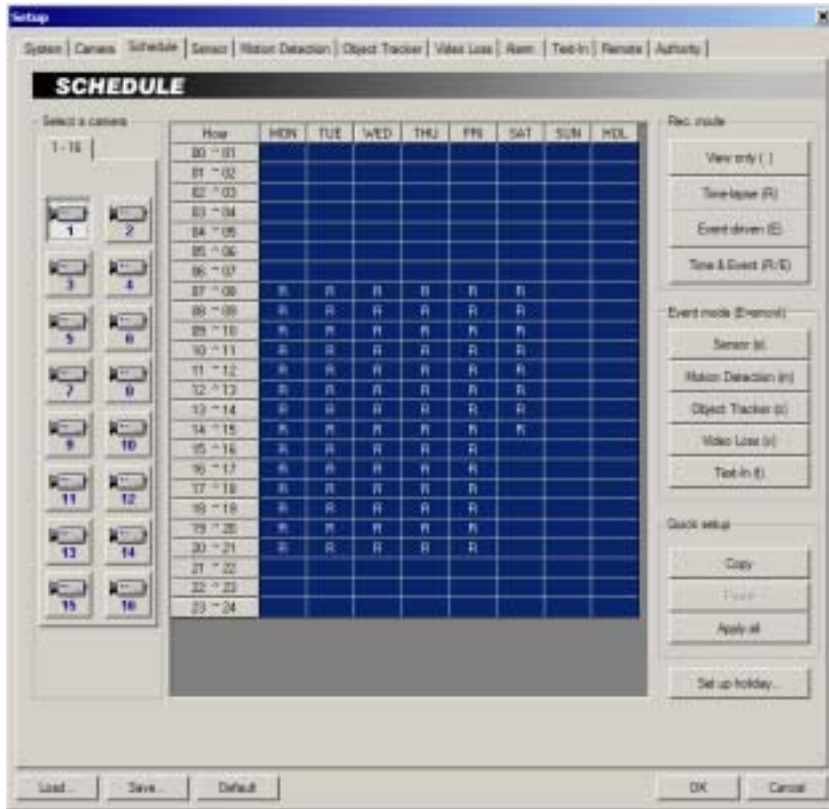 Setup
System Camera Schedule Sensor Motion Detection Object Tracker Video Loss Alarm Text-In Remote Authority
SCHEDULE
Select a camera
1 - 16
1 2
3 4
5 6
7 8
9 10
11 12
13 14
15 16
Hour MON TUE WED THU FRI SAT SUN HOL
00 ~ 01
01 ~ 02
02 ~ 03
03 ~ 04
04 ~ 05
05 ~ 06
06 ~ 07
07 ~ 08 R R R R R R
08 ~ 09 R R R R R R
09 ~ 10 R R R R R R
10 ~ 11 R R R R R R
11 ~ 12 R R R R R R
12 ~ 13 R R R R R R
13 ~ 14 R R R R R R
14 ~ 15 R R R R R R
15 ~ 16 R R R R R
16 ~ 17 R R R R R
17 ~ 18 R R R R R
18 ~ 19 R R R R R
19 ~ 20 R R R R R
20 ~ 21 R R R R R
21 ~ 22
22 ~ 23
23 ~ 24
Rec. mode
View only ( )
Time-lapse (R)
Event driven (E)
Time & Event (R/E)
Event mode (E:
Sensor (s)
Motion Detection (m)
Object Tracker (o)
Video Loss (v)
Text-In (t)
Quick setup
Copy
Paste
Apply all
Set up holiday...
Load... Save... Default OK Cancel